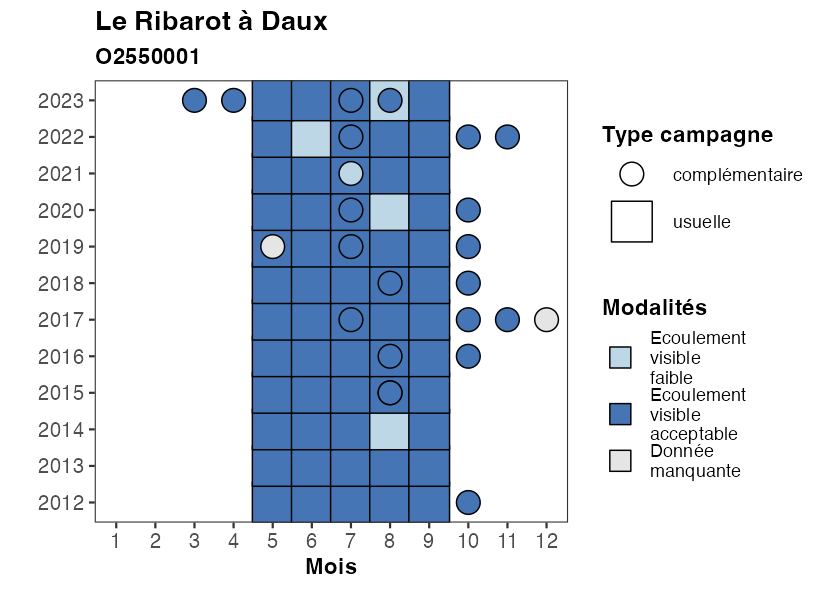 Le Ribarot à Daux
O2550001
2023
2022
2021
2020
2019
2018
2017
2016
2015
2014
2013
2012
1 2 3 4 5 6 7 8 9 10 11 12
Mois
Type campagne
complémentaire
usuelle
Modalités
Ecoulement
visible
faible
Ecoulement
visible
acceptable
Donnée
manquante